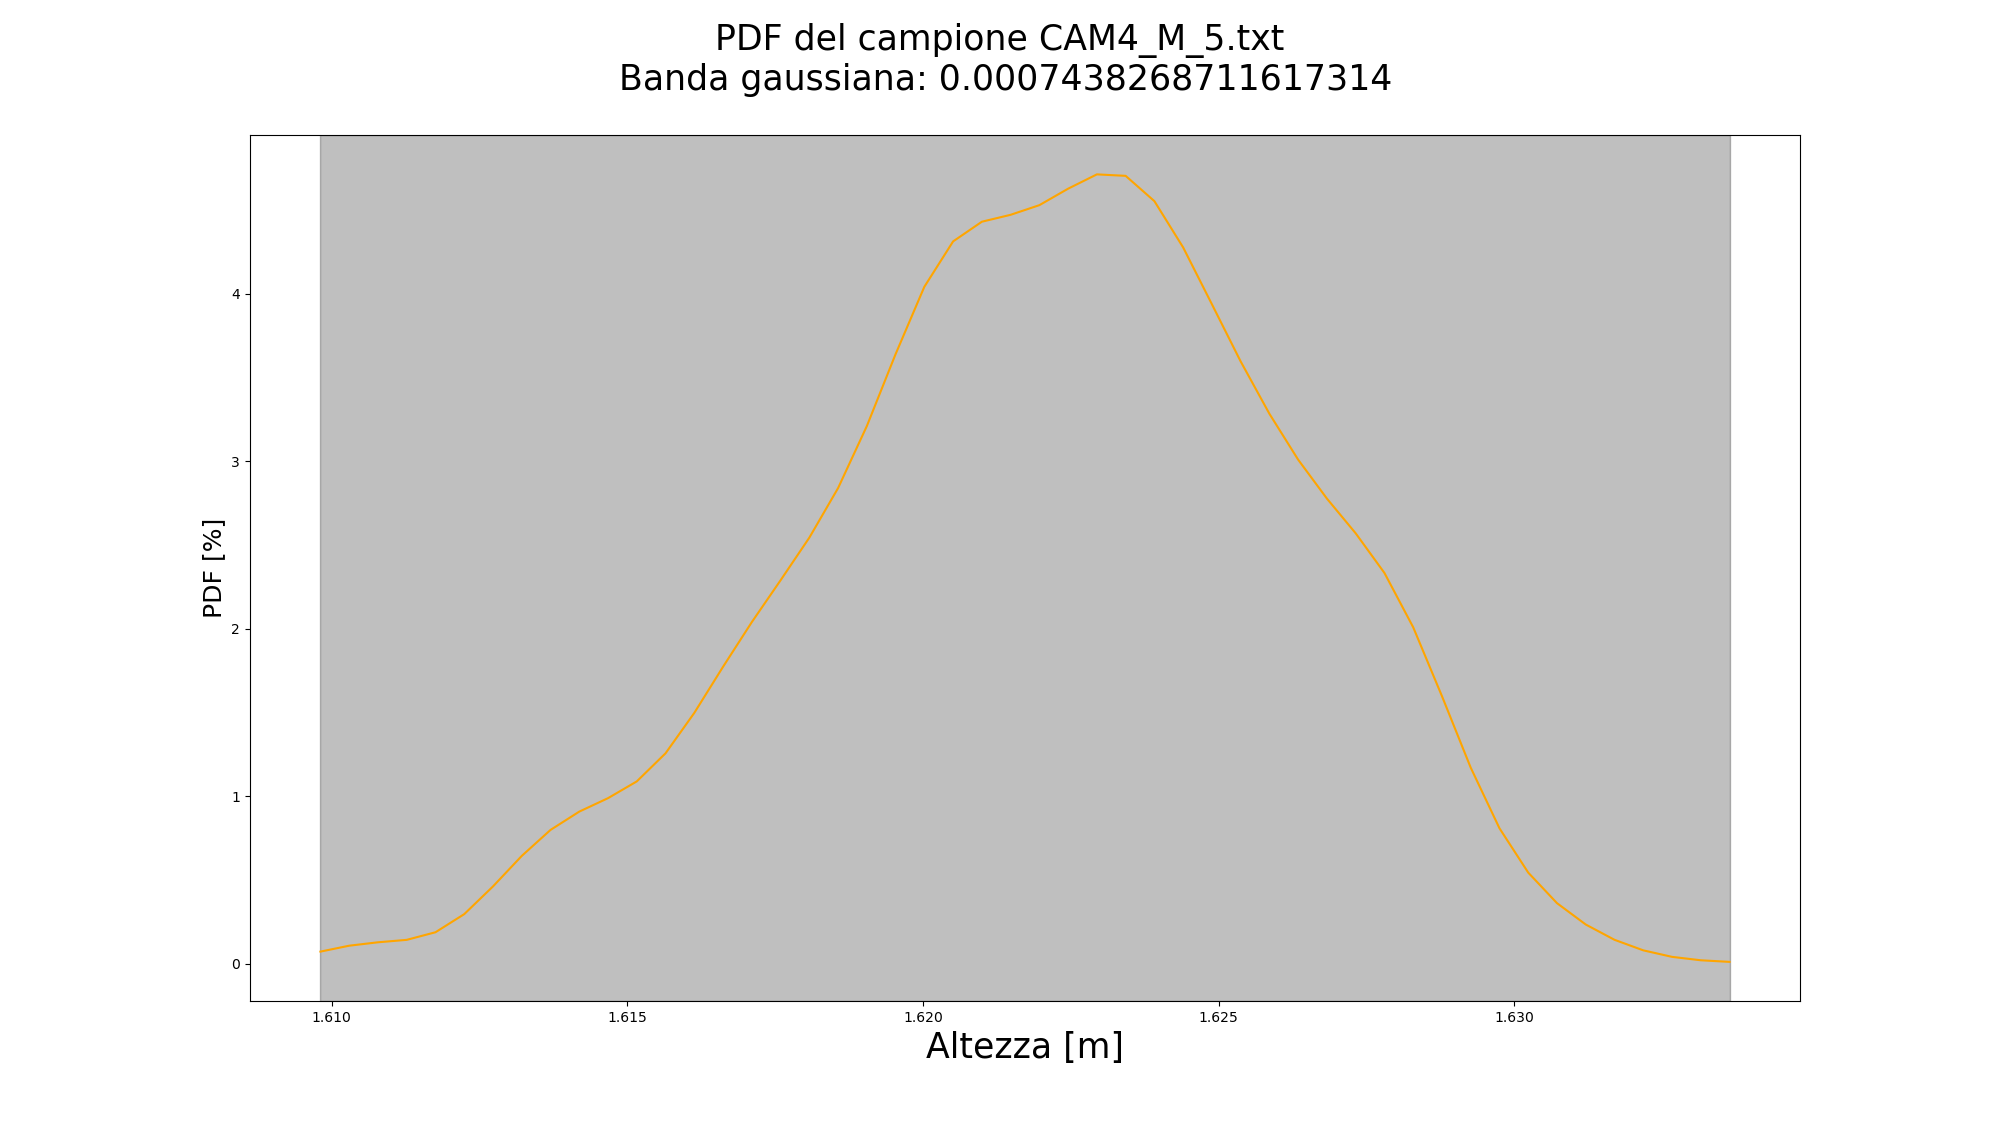 PDF del campione CAM4_M_5.txt
Banda gaussiana: 0.0007438268711617314
4
3
2
1
0
PDF [%]
1.610 1.615 1.620 1.625 1.630
Altezza [m]